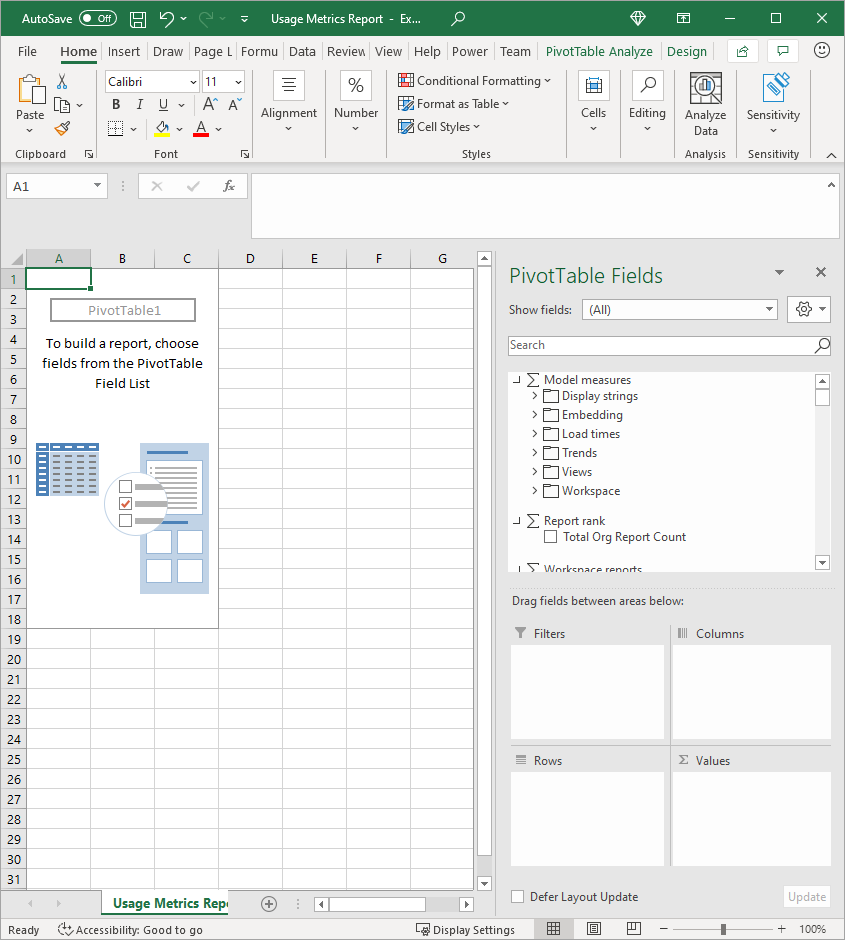 AutoSave Off Usage Metrics Report - Ex...
File Home Insert Draw Page L Formu Data Review View Help Power Team PivotTable Analyze Design
Paste
Clipboard
Calibri 11
B I U A A
A
Font
Alignment
%
Number
Conditional Formatting
Format as Table
Cell Styles
Styles
Cells
Editing
Analyze
Data
Analysis
Sensitivity
Sensitivity
A1 fx
A B C D E F G
1
2
3
4
5
6
7
8
9
10
11
12
13
14
15
16
17
18
19
20
21
22
23
24
25
26
27
28
29
30
31
PivotTable1
To build a report, choose
fields from the PivotTable
Field List
PivotTable Fields
Show fields: (All)
Search
Σ Model measures
Display strings
Embedding
Load times
Trends
Views
Workspace
Σ Report rank
Total Org Report Count
Σ Workspace reports
Drag fields between areas below:
Filters
Columns
Rows
Σ Values
Defer Layout Update Update
Usage Metrics Repo
Ready Accessibility: Good to go Display Settings 100%